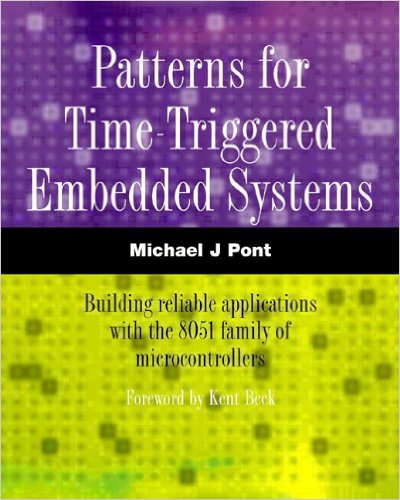 Patterns for
Time-Triggered
Embedded Systems
Michael J Pont
Building reliable applications
with the 8051 family of
microcontrollers
Foreword by Kent Beck